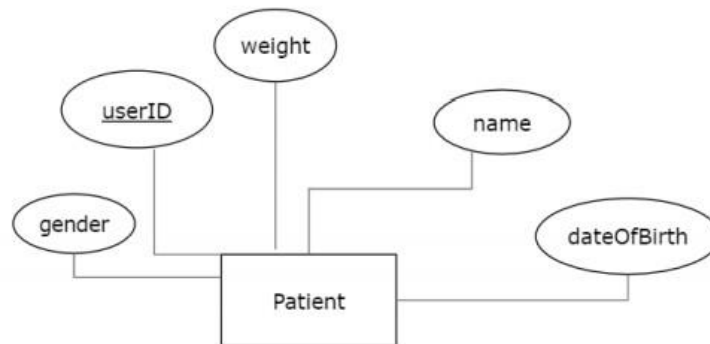 weight
userID
name
gender
dateOfBirth
Patient